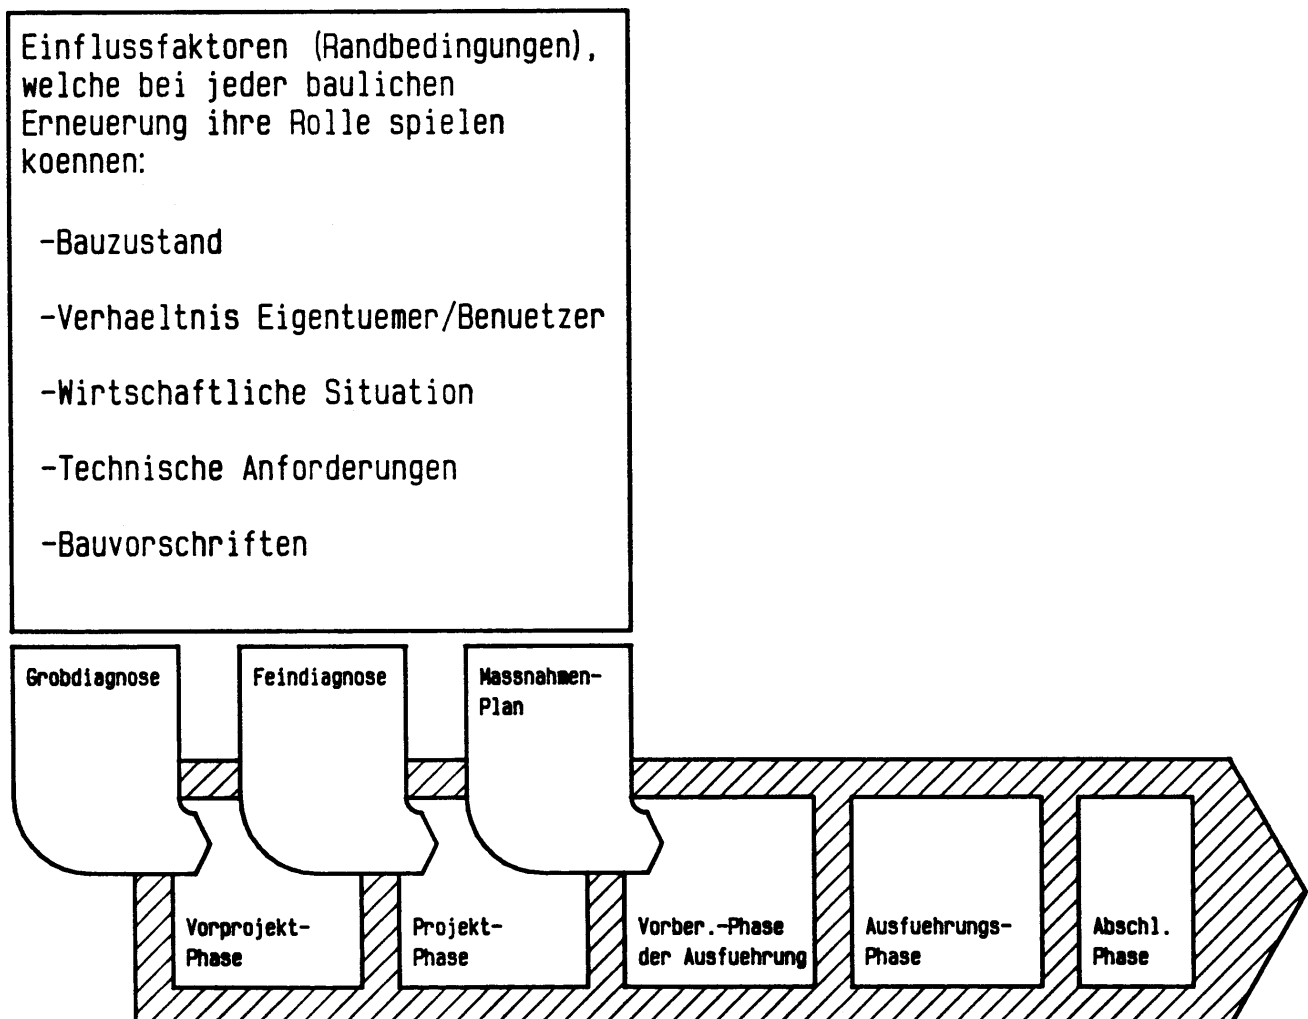 Einflussfaktoren (Randbedingungen),
welche bei jeder baulichen
Erneuerung ihre Rolle spielen
koennen:
-Bauzustand
-Verhaeltnis Eigentuemer/Benuetzer
-Wirtschaftliche Situation
-Technische Anforderungen
-Bauvorschriften
Grobdiagnose
Feindiagnose
Massnahmen-
Plan
Vorprojekt-
Phase
Projekt-
Phase
Vorber.-Phase
der Ausfuehrung
Ausfuehrungs-
Phase
Abschl.
Phase